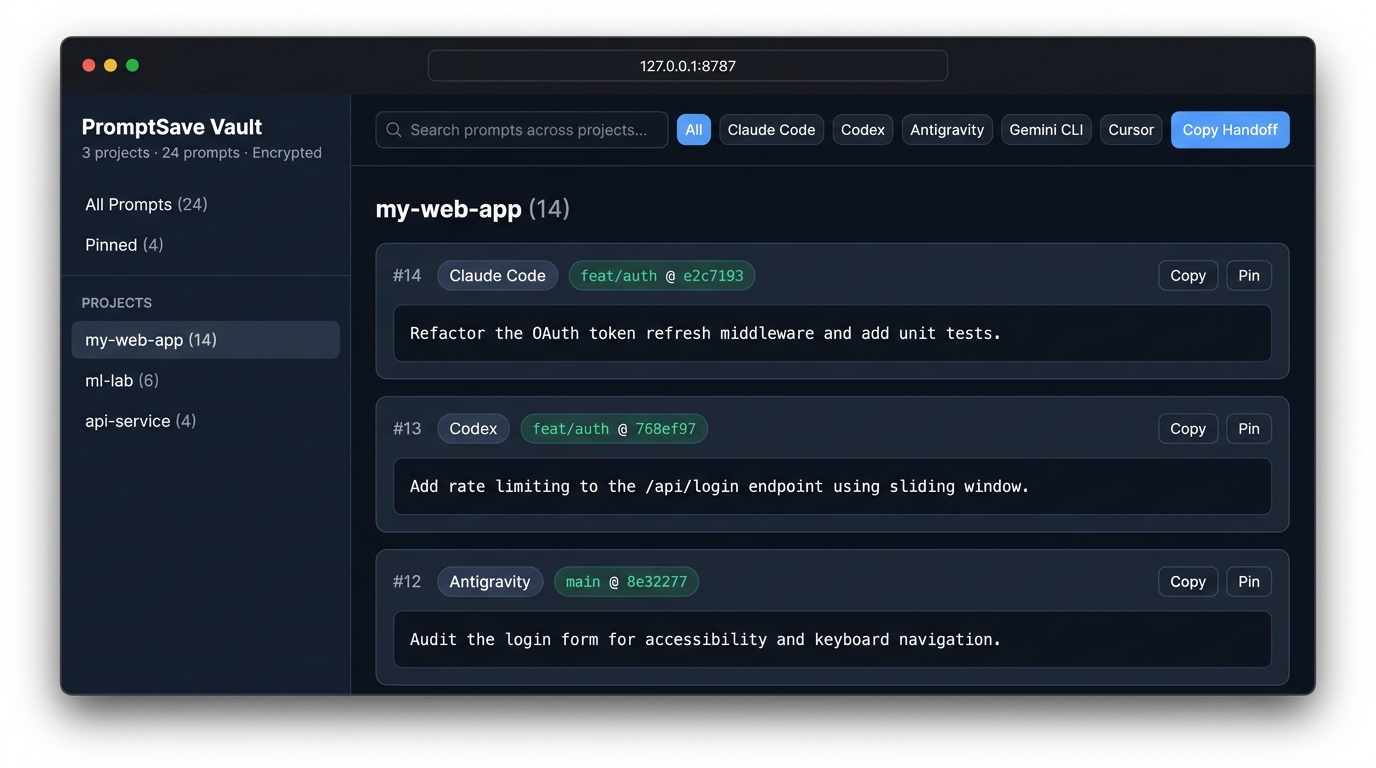 127.0.0.1:8787
PromptSave Vault
3 projects · 24 prompts · Encrypted
All Prompts (24)
Pinned (4)
PROJECTS
my-web-app (14)
ml-lab (6)
api-service (4)
Search prompts across projects... All Claude Code Codex Antigravity Gemini CLI Cursor Copy Handoff
my-web-app (14)
#14 Claude Code feat/auth @ e2c7193 Copy Pin
Refactor the OAuth token refresh middleware and add unit tests.
#13 Codex feat/auth @ 768ef97 Copy Pin
Add rate limiting to the /api/login endpoint using sliding window.
#12 Antigravity main @ 8e32277 Copy Pin
Audit the login form for accessibility and keyboard navigation.